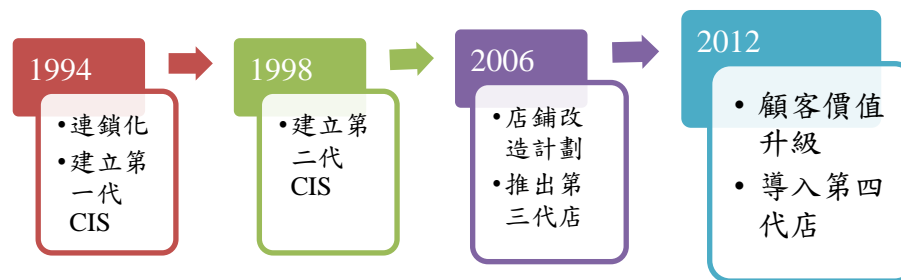 1994
•連鎖化
•建立第
一代
CIS
1998
•建立第
二代
CIS
2006
•店鋪改
造計劃
•推出第
三代店
2012
•顧客價值
升級
•導入第四
代店